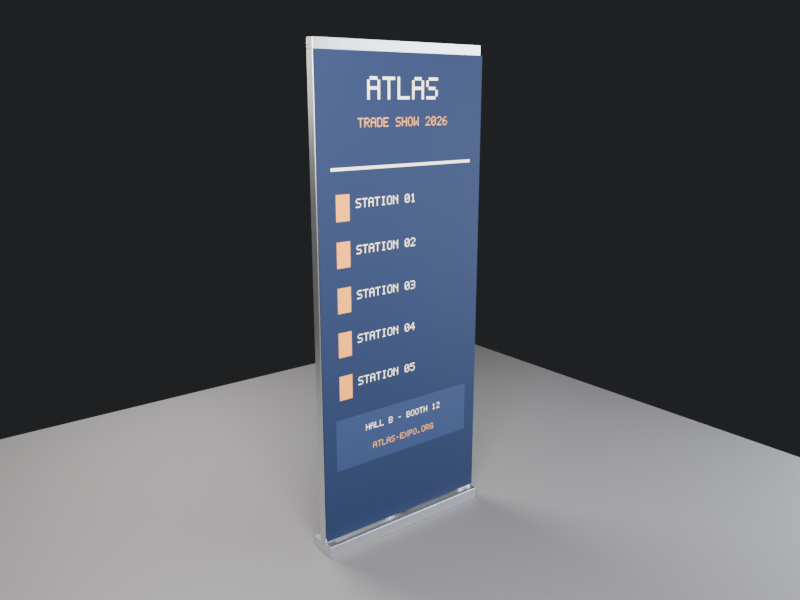 ATLAS
TRADE SHOW 2026
STATION 01
STATION 02
STATION 03
STATION 04
STATION 05
HALL B - BOOTH 12
ATLAS-EXPO.ORG